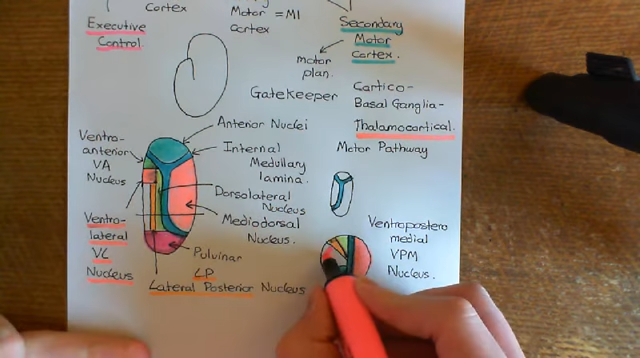 Cortex
Executive
Control.
Motor = MI
Cortex
Secondary
Motor
Cortex.
motor
plan.
Gatekeeper
Cortico-
Basal Ganglia-
Thalamocortical.
Motor Pathway
Anterior Nuclei
Internal
Medullary
lamina.
Dorsolateral
Nucleus
Mediodorsal
Nucleus.
Pulvinar
LP
Lateral Posterior Nucleus
Ventro-
anterior
VA
Nucleus
Ventro-
lateral
VL
Nucleus
Ventropostero
medial
VPM
Nucleus.